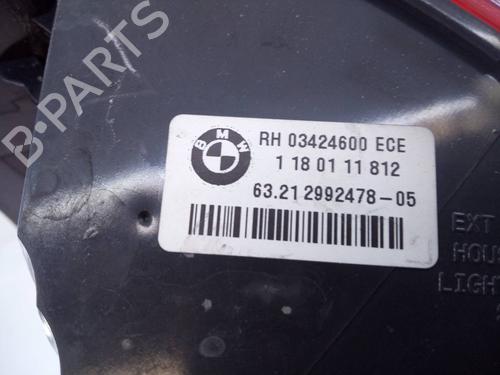 B-PARTS
BMW
RH 03424600 ECE
1 18 01 11 812
63.21 2992478-05
EXT
HOU
LIGH